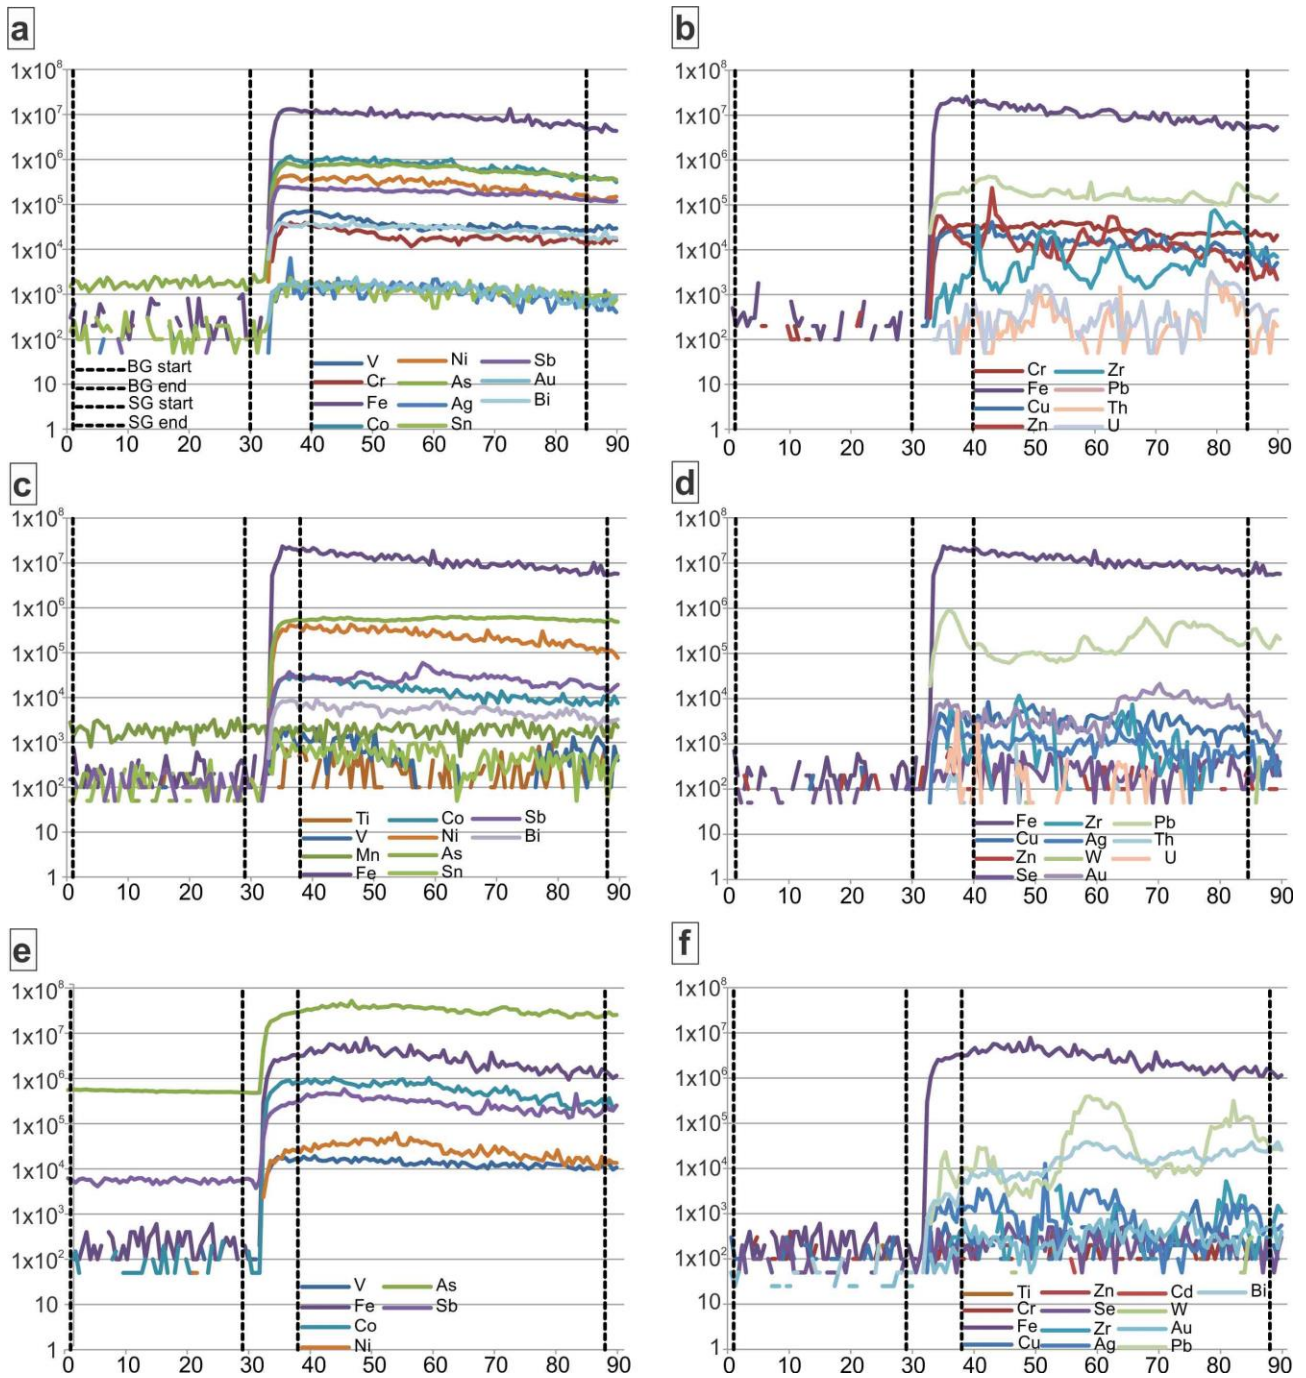 a
1x10⁸
1x10⁷
1x10⁶
1x10⁵
1x10⁴
1x10³
1x10²
10
1
0 10 20 30 40 50 60 70 80 90
BG start
BG end
SG start
SG end
V Ni Sb
Cr As Au
Fe Ag Bi
Co Sn
b
1x10⁸
1x10⁷
1x10⁶
1x10⁵
1x10⁴
1x10³
1x10²
10
1
0 10 20 30 40 50 60 70 80 90
Cr Zr
Fe Pb
Cu Th
Zn U
c
1x10⁸
1x10⁷
1x10⁶
1x10⁵
1x10⁴
1x10³
1x10²
10
1
0 10 20 30 40 50 60 70 80 90
Ti Co Sb
V Ni Bi
Mn As
Fe Sn
d
1x10⁸
1x10⁷
1x10⁶
1x10⁵
1x10⁴
1x10³
1x10²
10
1
0 10 20 30 40 50 60 70 80 90
Fe Zr Pb
Cu Ag Th
Zn W U
Se Au
e
1x10⁸
1x10⁷
1x10⁶
1x10⁵
1x10⁴
1x10³
1x10²
10
1
0 10 20 30 40 50 60 70 80 90
V As
Fe Sb
Co
Ni
f
1x10⁸
1x10⁷
1x10⁶
1x10⁵
1x10⁴
1x10³
1x10²
10
1
0 10 20 30 40 50 60 70 80 90
Ti Zn Cd Bi
Cr Se W
Fe Zr Au
Cu Ag Pb